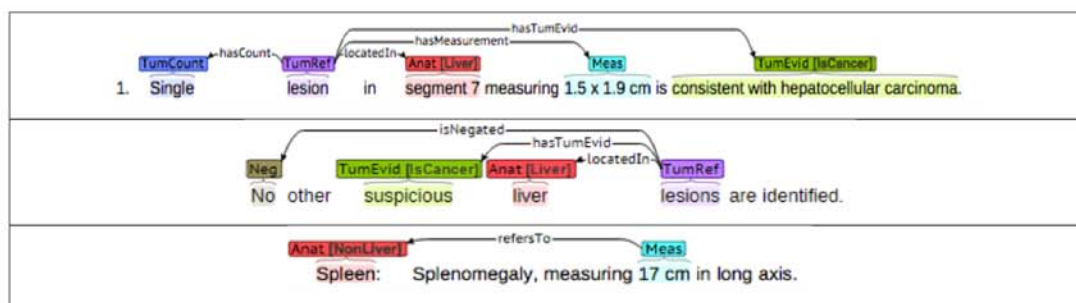 hasTumEvid
hasMeasurement
hasCount locatedIn
TumCount TumRef Anat [Liver] Meas TumEvid [IsCancer]
1. Single lesion in segment 7 measuring 1.5 x 1.9 cm is consistent with hepatocellular carcinoma.
isNegated
hasTumEvid
locatedIn
Neg TumEvid [IsCancer] Anat [Liver] TumRef
No other suspicious liver lesions are identified.
refersTo
Anat [NonLiver] Meas
Spleen: Splenomegaly, measuring 17 cm in long axis.